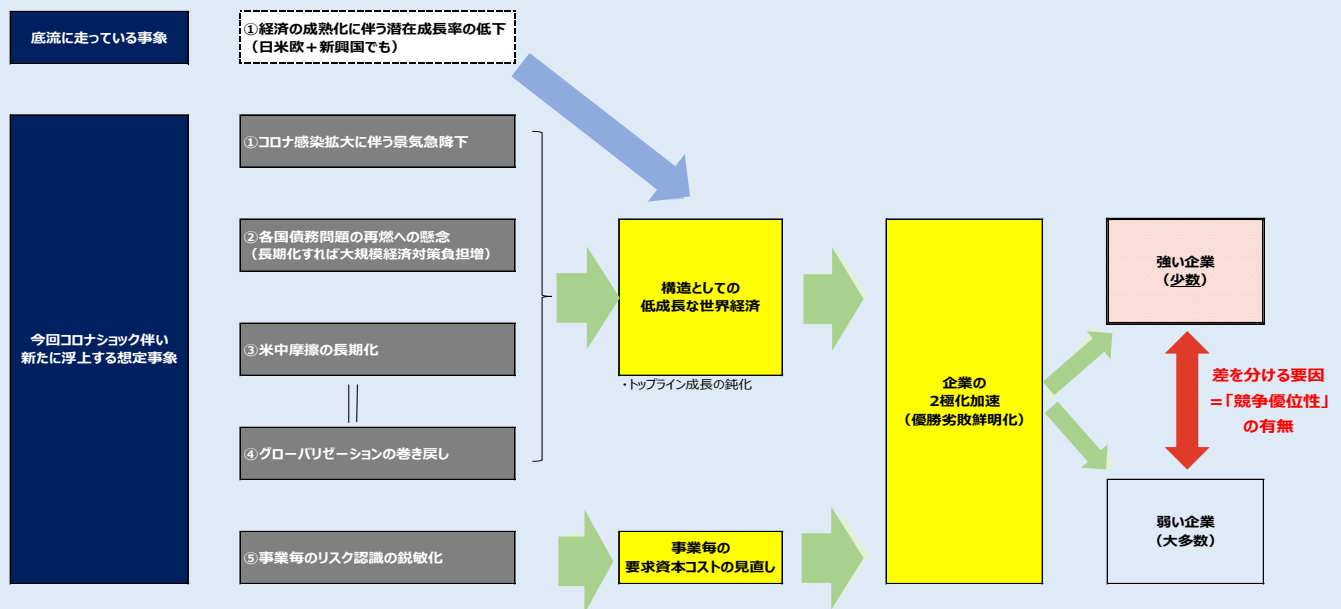 底流に走っている事象
①経済の成熟化に伴う潜在成長率の低下
（日米欧＋新興国でも）
今回コロナショック伴い
新たに浮上する想定事象
①コロナ感染拡大に伴う景気急降下
②各国債務問題の再燃への懸念
（長期化すれば大規模経済対策負担増）
③米中摩擦の長期化
④グローバリゼーションの巻き戻し
⑤事業毎のリスク認識の鋭敏化
構造としての
低成長な世界経済
・トップライン成長の鈍化
事業毎の
要求資本コストの見直し
企業の
2極化加速
（優勝劣敗鮮明化）
強い企業
（少数）
差を分ける要因
＝「競争優位性」
の有無
弱い企業
（大多数）